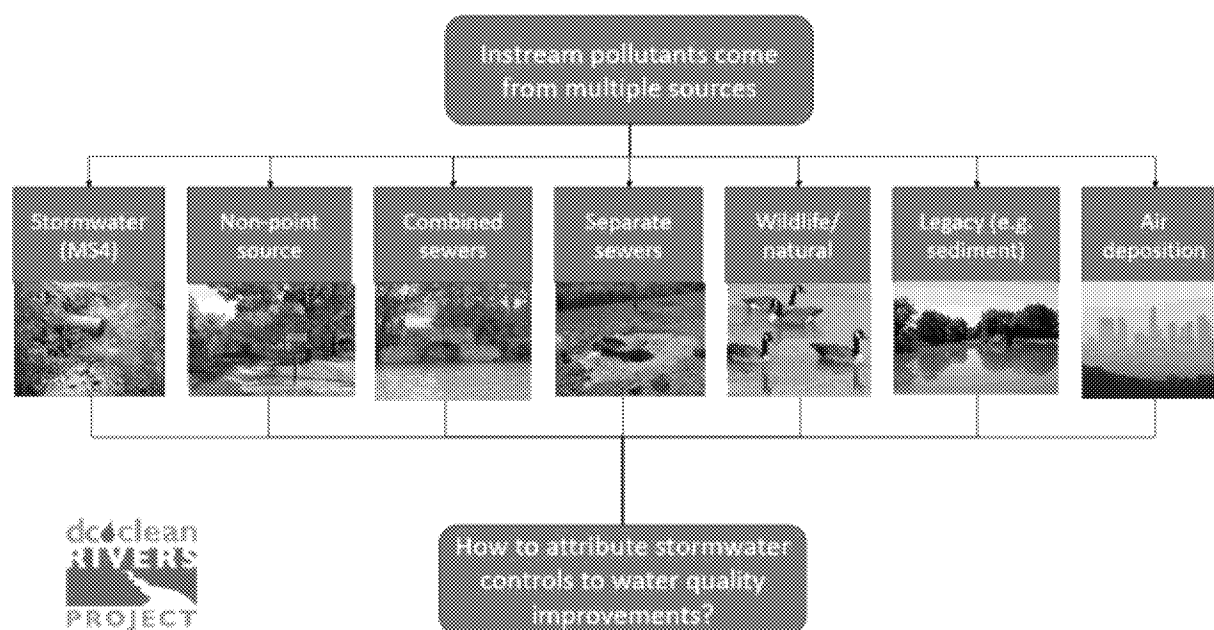 Instream pollutants come
from multiple sources
Stormwater
(MS4)
Non-point
source
Combined
sewers
Separate
sewers
Wildlife/
natural
Legacy (e.g.
sediment)
Air
deposition
How to attribute stormwater
controls to water quality
improvements?
dc clean
RIVERS
PROJECT